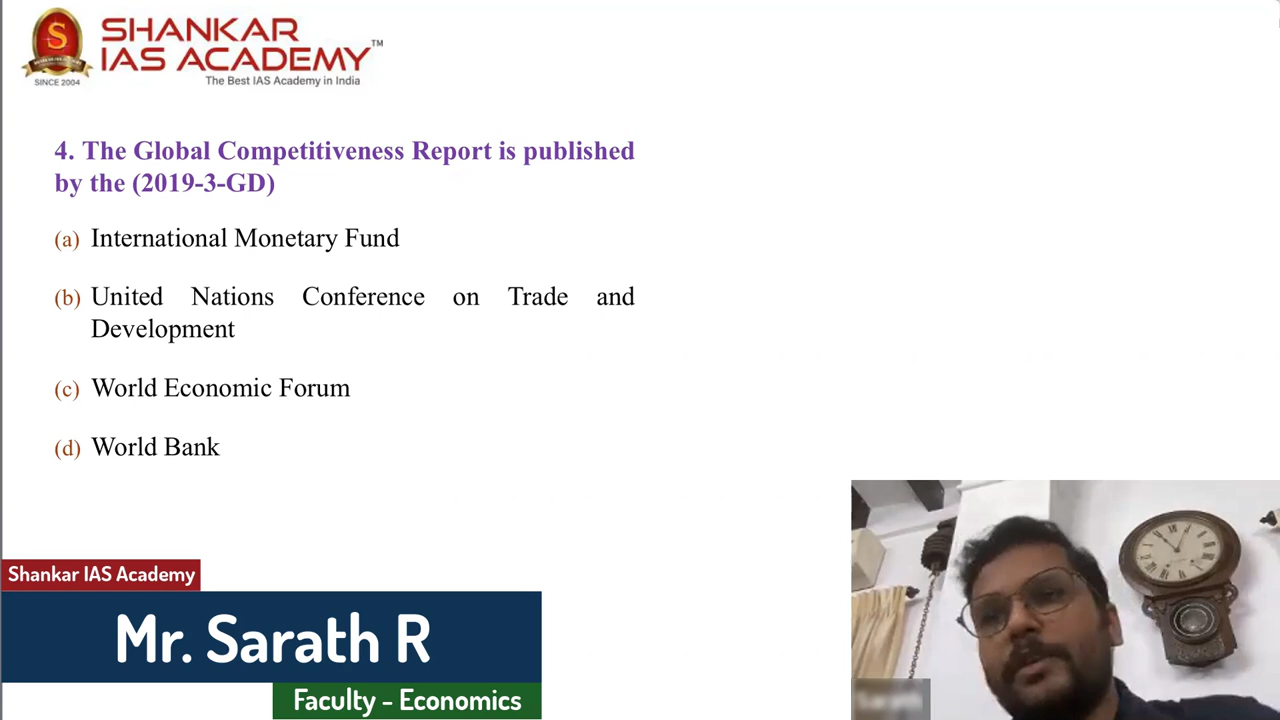 SHANKAR
IAS ACADEMY™
The Best IAS Academy in India
S
SINCE 2004
4. The Global Competitiveness Report is published
by the (2019-3-GD)
(a) International Monetary Fund
(b) United Nations Conference on Trade and
Development
(c) World Economic Forum
(d) World Bank
Shankar IAS Academy
Mr. Sarath R
Faculty - Economics